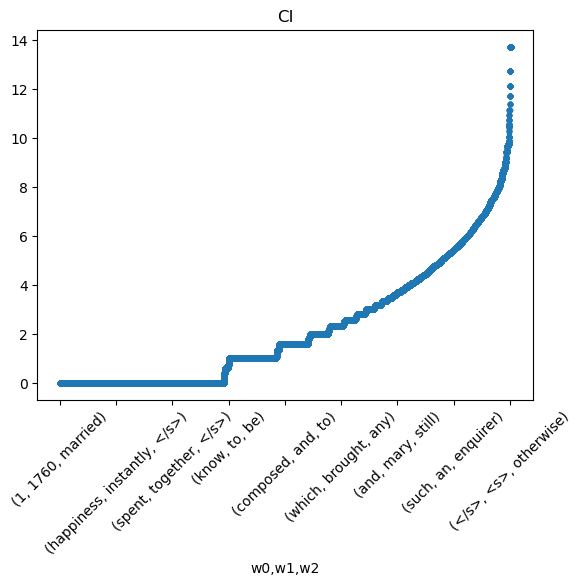 CI
14
12
10
8
6
4
2
0
(1, 1760, married)
(happiness, instantly, </s>)
(spent, together, </s>)
(know, to, be)
(composed, and, to)
(which, brought, any)
(and, mary, still)
(such, an, enquirer)
(</s>, <s>, otherwise)
w0,w1,w2